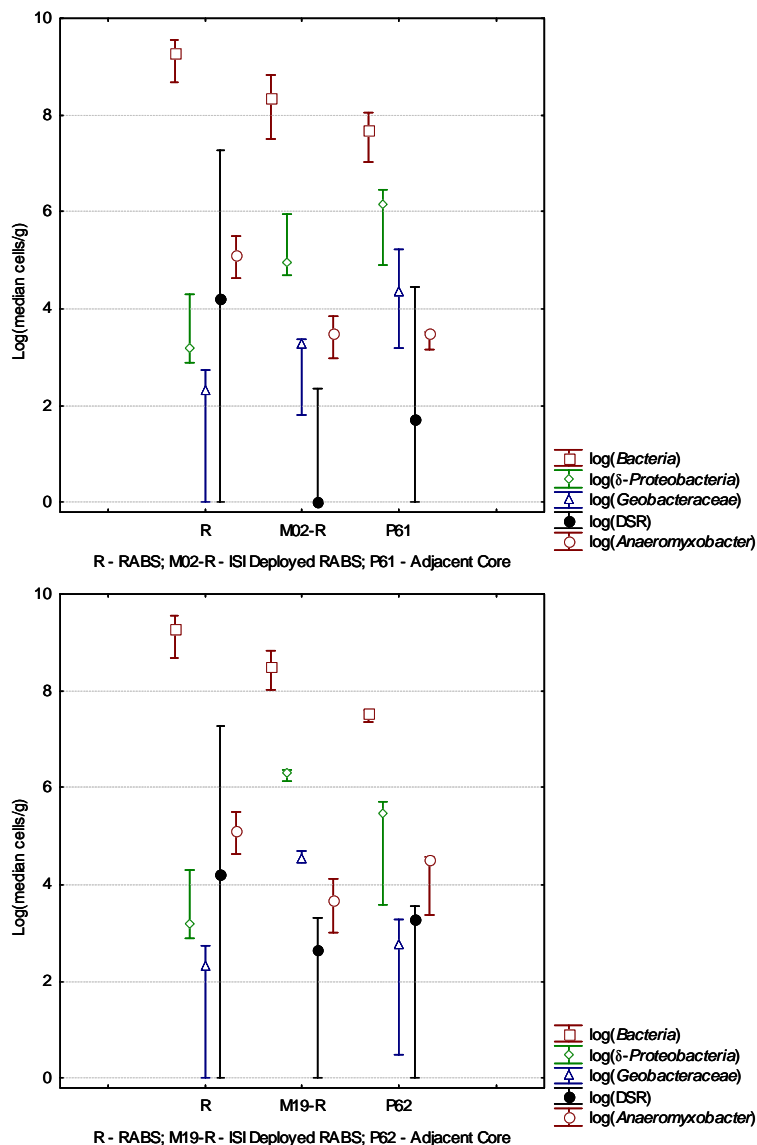 10
8
6
4
2
0
Log(median cells/g)
R
M02-R
P61
R - RABS; M02-R - ISI Deployed RABS; P61 - Adjacent Core
log(Bacteria)
log(δ-Proteobacteria)
log(Geobacteraceae)
log(DSR)
log(Anaeromyxobacter)
10
8
6
4
2
0
Log(median cells/g)
R
M19-R
P62
R - RABS; M19-R - ISI Deployed RABS; P62 - Adjacent Core
log(Bacteria)
log(δ-Proteobacteria)
log(Geobacteraceae)
log(DSR)
log(Anaeromyxobacter)